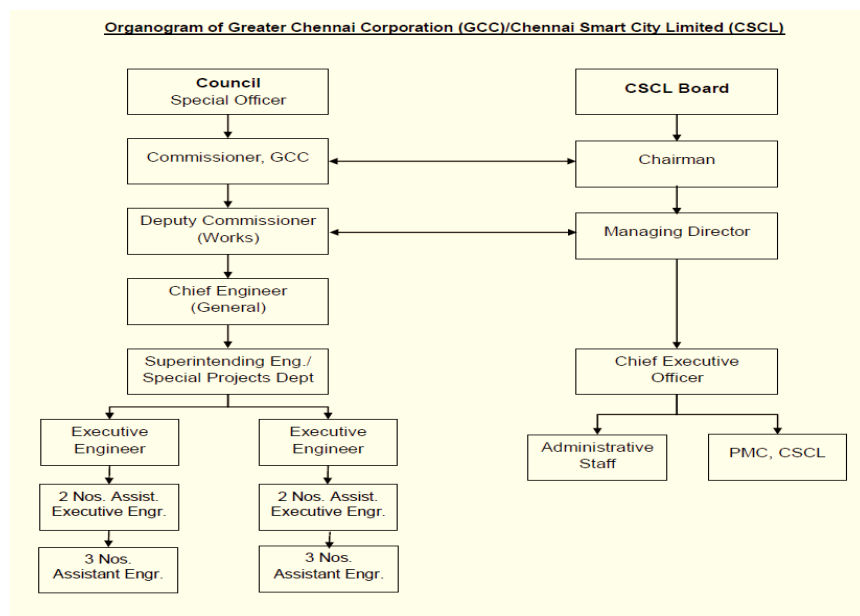 Organogram of Greater Chennai Corporation (GCC)/Chennai Smart City Limited (CSCL)
Council
Special Officer
CSCL Board
Commissioner, GCC
Chairman
Deputy Commissioner
(Works)
Managing Director
Chief Engineer
(General)
Superintending Eng./
Special Projects Dept
Chief Executive
Officer
Executive
Engineer
Executive
Engineer
Administrative
Staff
PMC, CSCL
2 Nos. Assist.
Executive Engr.
2 Nos. Assist.
Executive Engr.
3 Nos.
Assistant Engr.
3 Nos.
Assistant Engr.